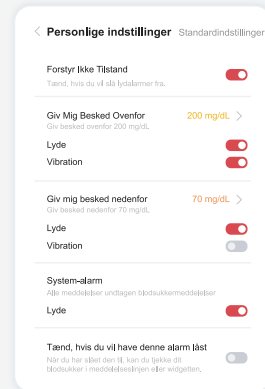 Personlige indstillinger Standardindstillinger
Forstyr Ikke Tilstand
Tænd, hvis du vil slå lydalarmer fra.
Giv Mig Besked Ovenfor 200 mg/dL
Giv besked ovenfor 200 mg/dL
Lyde
Vibration
Giv mig besked nedenfor 70 mg/dL
Giv besked nedenfor 70 mg/dL
Lyde
Vibration
System-alarm
Alle meddelelser undtagen blodsukkermeddelelser
Lyde
Tænd, hvis du vil have denne alarm låst
Når du har slået den til, kan du tjekke dit
blodsukker i meddelelseslinjen eller widgetten.